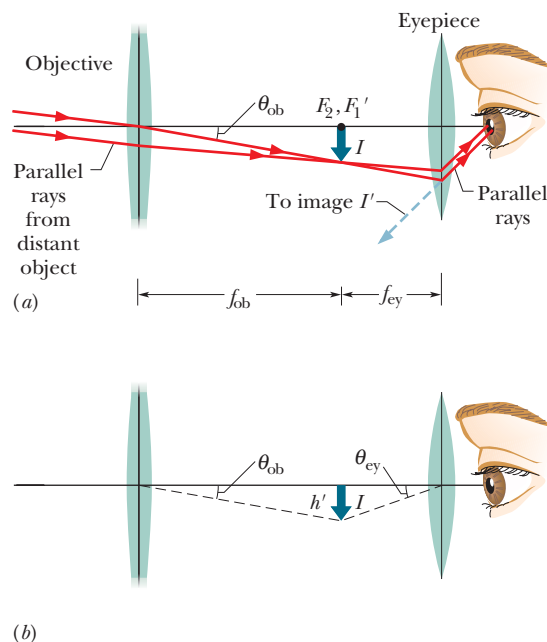 Eyepiece
Objective
θob
F2, F1′
I
Parallel
rays
from
distant
object
To image I′
Parallel
rays
(a)
fob
fey
θob
θey
h′
I
(b)